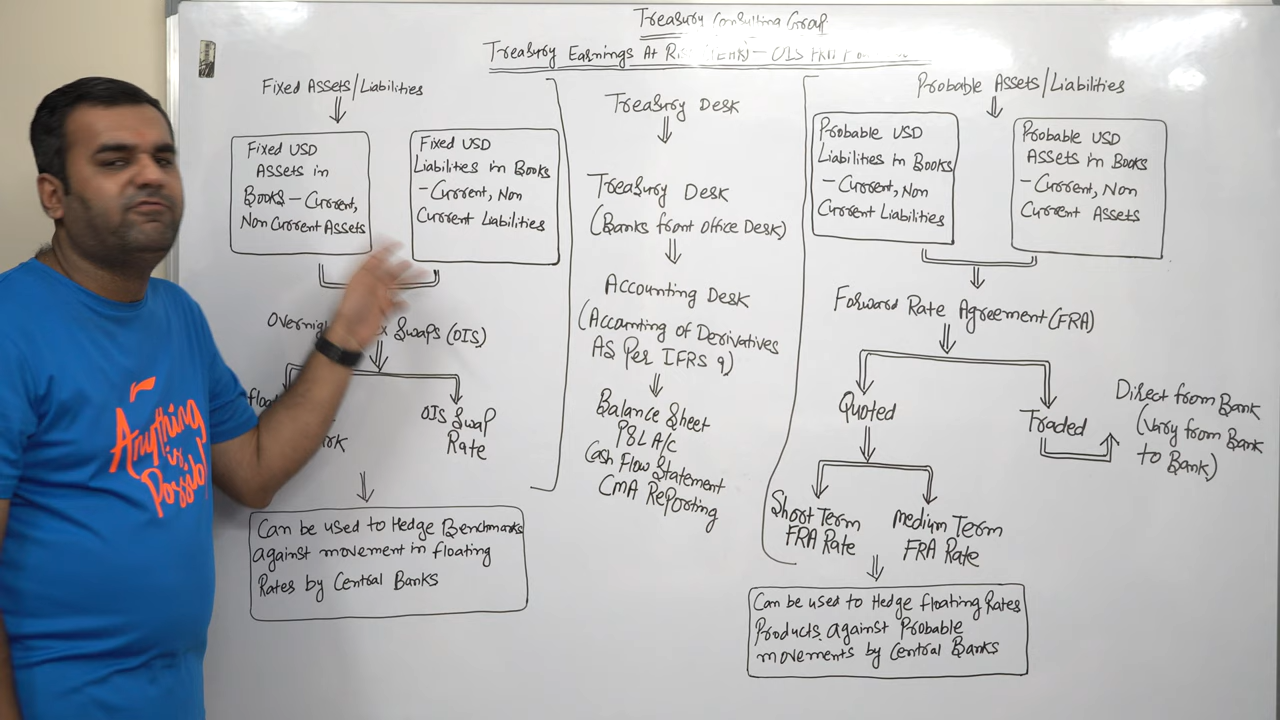 Treasury Consulting Group
Treasury Earnings At Risk (EAR) - OIS FRA
Fixed Assets/Liabilities
Fixed USD
Assets in
Books - Current,
Non Current Assets
Fixed USD
Liabilities in Books
- Current, Non
Current Liabilities
Swaps (OIS)
OIS Swap
Rate
Can be used to Hedge Benchmarks
against movement in floating
Rates by Central Banks
Treasury Desk
Treasury Desk
(Banks front office Desk)
Accounting Desk
(Accounting of Derivatives
As Per IFRS 9)
Balance Sheet
P&L A/C
Cash Flow Statement
CMA Reporting
Probable Assets/Liabilities
Probable USD
Liabilities in Books
- Current, Non
Current Liabilities
Probable USD
Assets in Books
- Current, Non
Current Assets
Forward Rate Agreement (FRA)
Quoted
Traded
Direct from Bank
(Vary from Bank
to Bank)
Short Term
FRA Rate
Medium Term
FRA Rate
Can be used to Hedge floating Rates
Products against Probable
movements by Central Banks
Anything
is
Possibl